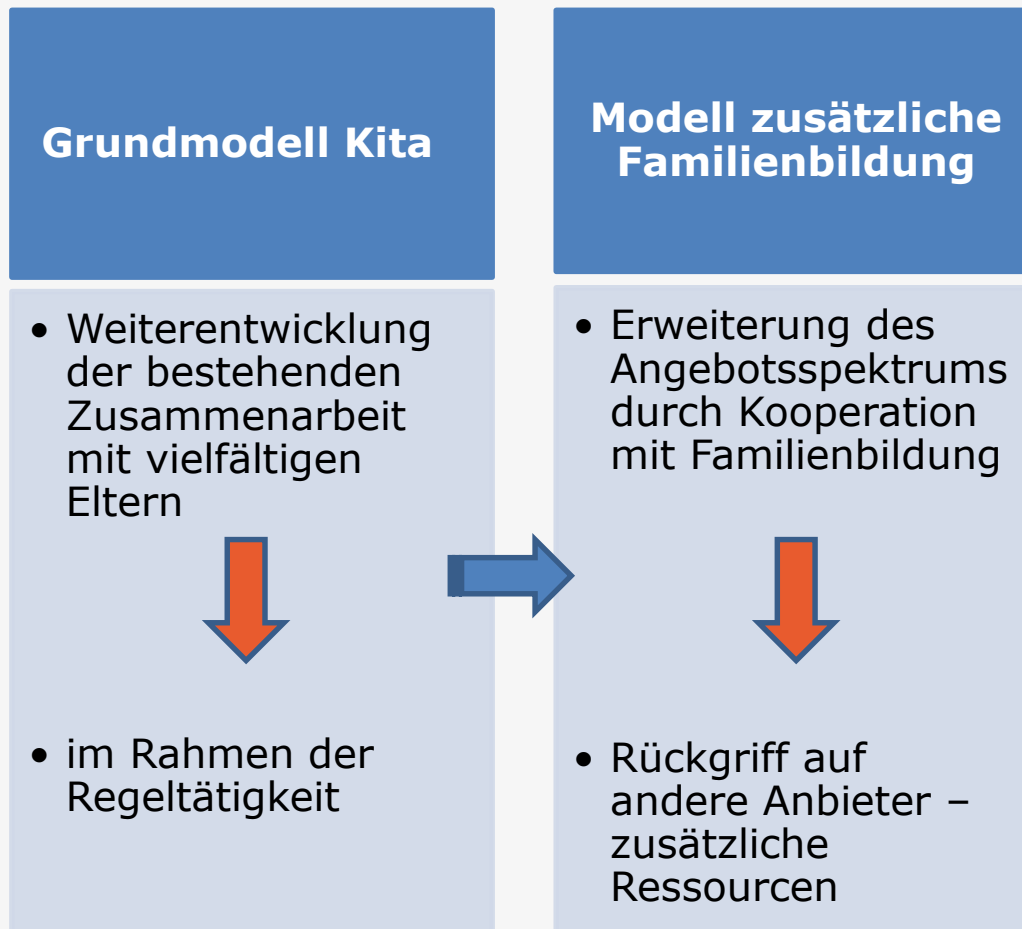 Grundmodell Kita
• Weiterentwicklung
der bestehenden
Zusammenarbeit
mit vielfältigen
Eltern
• im Rahmen der
Regeltätigkeit
Modell zusätzliche
Familienbildung
• Erweiterung des
Angebotsspektrums
durch Kooperation
mit Familienbildung
• Rückgriff auf
andere Anbieter –
zusätzliche
Ressourcen